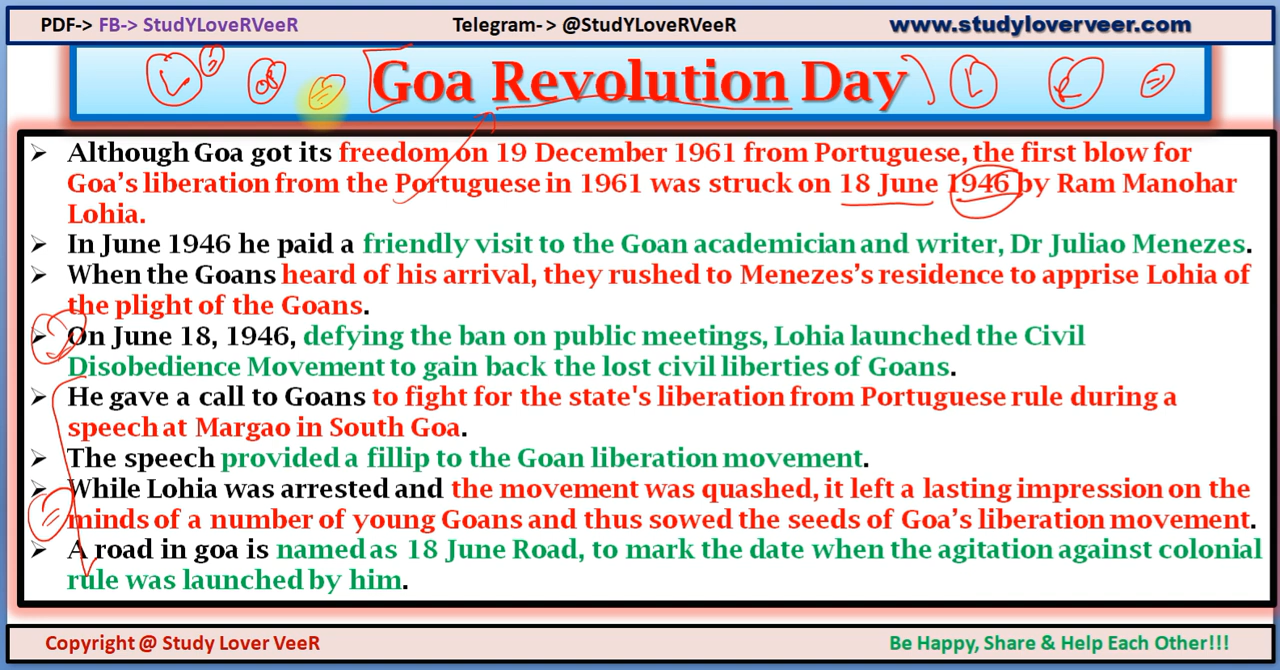 PDF-> FB-> StudYLoveRVeeR Telegram- > @StudYLoveRVeeR www.studyloverveer.com
Goa Revolution Day
➢ Although Goa got its freedom on 19 December 1961 from Portuguese, the first blow for
Goa's liberation from the Portuguese in 1961 was struck on 18 June 1946 by Ram Manohar
Lohia.
➢ In June 1946 he paid a friendly visit to the Goan academician and writer, Dr Juliao Menezes.
➢ When the Goans heard of his arrival, they rushed to Menezes's residence to apprise Lohia of
the plight of the Goans.
➢ On June 18, 1946, defying the ban on public meetings, Lohia launched the Civil
Disobedience Movement to gain back the lost civil liberties of Goans.
➢ He gave a call to Goans to fight for the state's liberation from Portuguese rule during a
speech at Margao in South Goa.
➢ The speech provided a fillip to the Goan liberation movement.
➢ While Lohia was arrested and the movement was quashed, it left a lasting impression on the
minds of a number of young Goans and thus sowed the seeds of Goa's liberation movement.
➢ A road in goa is named as 18 June Road, to mark the date when the agitation against colonial
rule was launched by him.
Copyright @ Study Lover VeeR Be Happy, Share & Help Each Other!!!